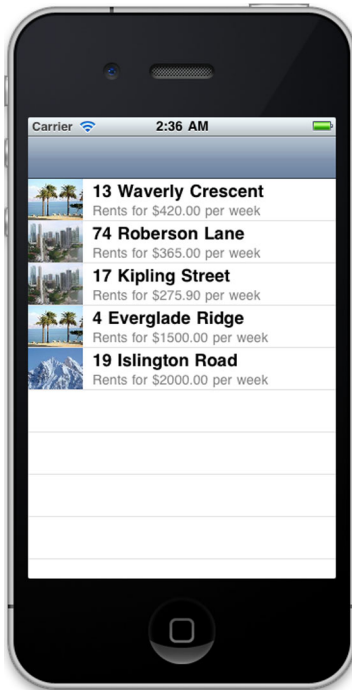 Carrier 2:36 AM
13 Waverly Crescent
Rents for $420.00 per week
74 Roberson Lane
Rents for $365.00 per week
17 Kipling Street
Rents for $275.90 per week
4 Everglade Ridge
Rents for $1500.00 per week
19 Islington Road
Rents for $2000.00 per week